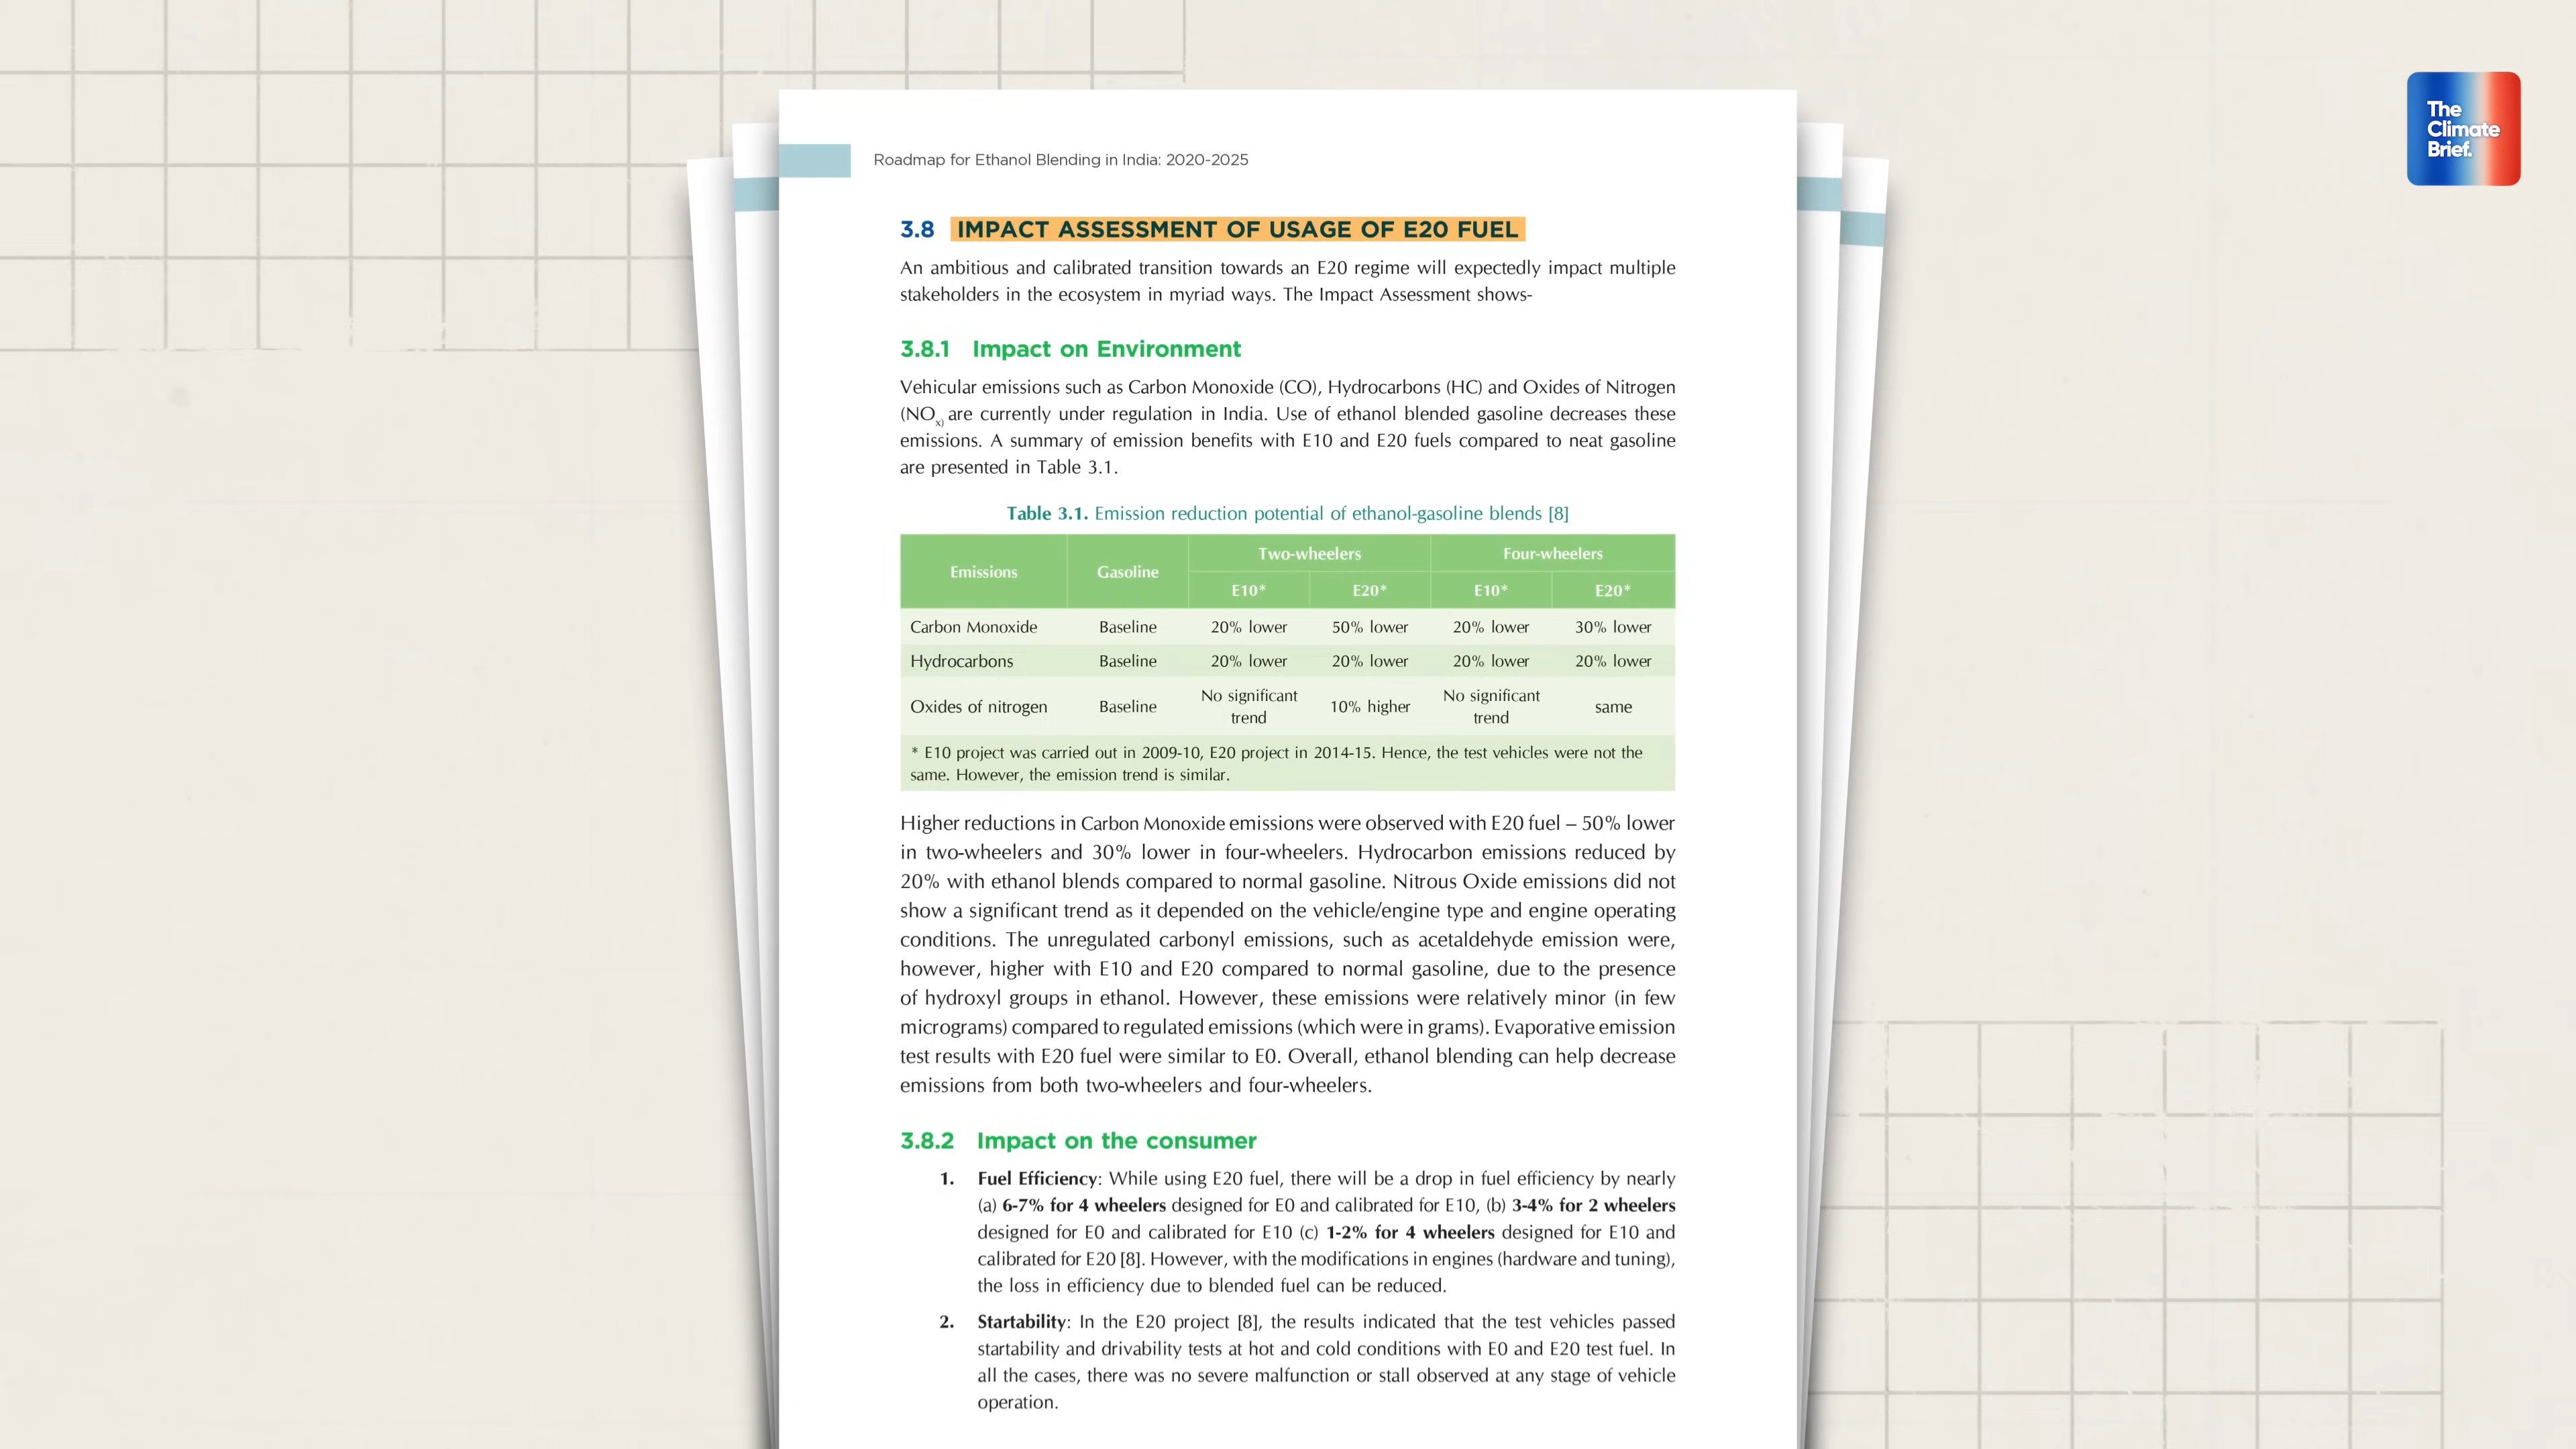 The
Climate
Brief.
Roadmap for Ethanol Blending in India: 2020-2025
3.8 IMPACT ASSESSMENT OF USAGE OF E20 FUEL
An ambitious and calibrated transition towards an E20 regime will expectedly impact multiple
stakeholders in the ecosystem in myriad ways. The Impact Assessment shows-
3.8.1 Impact on Environment
Vehicular emissions such as Carbon Monoxide (CO), Hydrocarbons (HC) and Oxides of Nitrogen
(NOx) are currently under regulation in India. Use of ethanol blended gasoline decreases these
emissions. A summary of emission benefits with E10 and E20 fuels compared to neat gasoline
are presented in Table 3.1.
Table 3.1. Emission reduction potential of ethanol-gasoline blends [8]
Emissions Gasoline Two-wheelers Four-wheelers
E10* E20* E10* E20*
Carbon Monoxide Baseline 20% lower 50% lower 20% lower 30% lower
Hydrocarbons Baseline 20% lower 20% lower 20% lower 20% lower
Oxides of nitrogen Baseline No significant trend 10% higher No significant trend same
* E10 project was carried out in 2009-10, E20 project in 2014-15. Hence, the test vehicles were not the
same. However, the emission trend is similar.
Higher reductions in Carbon Monoxide emissions were observed with E20 fuel – 50% lower
in two-wheelers and 30% lower in four-wheelers. Hydrocarbon emissions reduced by
20% with ethanol blends compared to normal gasoline. Nitrous Oxide emissions did not
show a significant trend as it depended on the vehicle/engine type and engine operating
conditions. The unregulated carbonyl emissions, such as acetaldehyde emission were,
however, higher with E10 and E20 compared to normal gasoline, due to the presence
of hydroxyl groups in ethanol. However, these emissions were relatively minor (in few
micrograms) compared to regulated emissions (which were in grams). Evaporative emission
test results with E20 fuel were similar to E0. Overall, ethanol blending can help decrease
emissions from both two-wheelers and four-wheelers.
3.8.2 Impact on the consumer
1. Fuel Efficiency: While using E20 fuel, there will be a drop in fuel efficiency by nearly
(a) 6-7% for 4 wheelers designed for E0 and calibrated for E10, (b) 3-4% for 2 wheelers
designed for E0 and calibrated for E10 (c) 1-2% for 4 wheelers designed for E10 and
calibrated for E20 [8]. However, with the modifications in engines (hardware and tuning),
the loss in efficiency due to blended fuel can be reduced.
2. Startability: In the E20 project [8], the results indicated that the test vehicles passed
startability and drivability tests at hot and cold conditions with E0 and E20 test fuel. In
all the cases, there was no severe malfunction or stall observed at any stage of vehicle
operation.